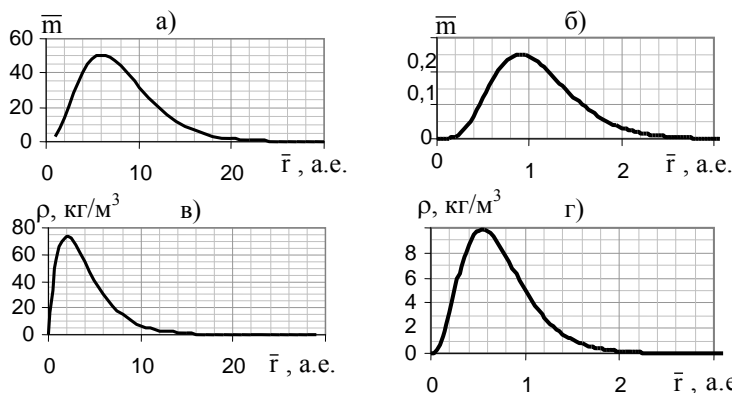 m̅ а)
60
40
20
0
0 10 20 r̅ , а.е.
m̅ б)
0,2
0,1
0
0 1 2 r̅ , а.е.
ρ, кг/м³ в)
80
60
40
20
0
0 10 20 r̅ , а.е.
ρ, кг/м³ г)
8
6
4
2
0
0 1 2 r̅ , а.е